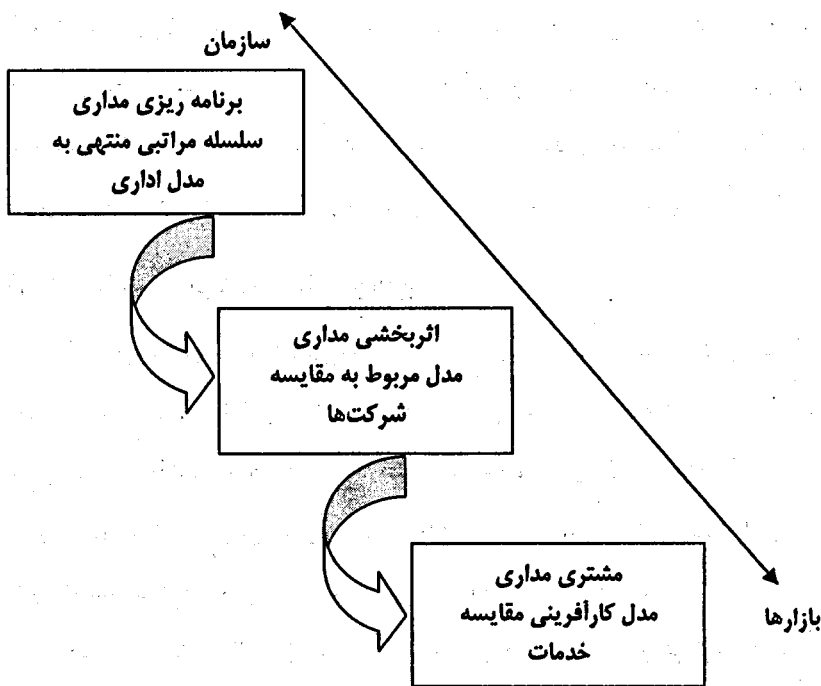 سازمان
برنامه ریزی مداری
سلسله مراتبی منتهی به
مدل اداری
اثربخشی مداری
مدل مربوط به مقایسه
شرکت‌ها
مشتری مداری
مدل کارآفرینی مقایسه
خدمات
بازارها